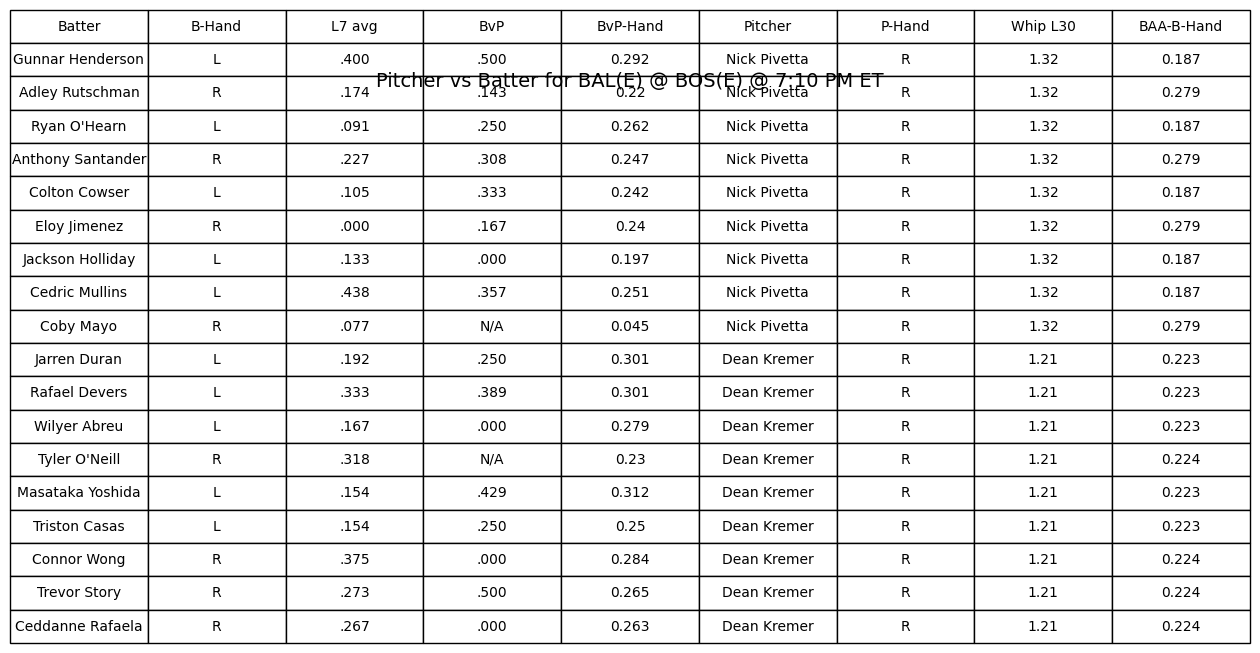 Batter B-Hand L7 avg BvP BvP-Hand Pitcher P-Hand Whip L30 BAA-B-Hand
Gunnar Henderson L .400 .500 0.292 Nick Pivetta R 1.32 0.187
Pitcher vs Batter for BAL(E) @ BOS(E) @ 7:10 PM ET
Adley Rutschman R .174 .143 0.22 Nick Pivetta R 1.32 0.279
Ryan O'Hearn L .091 .250 0.262 Nick Pivetta R 1.32 0.187
Anthony Santander R .227 .308 0.247 Nick Pivetta R 1.32 0.279
Colton Cowser L .105 .333 0.242 Nick Pivetta R 1.32 0.187
Eloy Jimenez R .000 .167 0.24 Nick Pivetta R 1.32 0.279
Jackson Holliday L .133 .000 0.197 Nick Pivetta R 1.32 0.187
Cedric Mullins L .438 .357 0.251 Nick Pivetta R 1.32 0.187
Coby Mayo R .077 N/A 0.045 Nick Pivetta R 1.32 0.279
Jarren Duran L .192 .250 0.301 Dean Kremer R 1.21 0.223
Rafael Devers L .333 .389 0.301 Dean Kremer R 1.21 0.223
Wilyer Abreu L .167 .000 0.279 Dean Kremer R 1.21 0.223
Tyler O'Neill R .318 N/A 0.23 Dean Kremer R 1.21 0.224
Masataka Yoshida L .154 .429 0.312 Dean Kremer R 1.21 0.223
Triston Casas L .154 .250 0.25 Dean Kremer R 1.21 0.223
Connor Wong R .375 .000 0.284 Dean Kremer R 1.21 0.224
Trevor Story R .273 .500 0.265 Dean Kremer R 1.21 0.224
Ceddanne Rafaela R .267 .000 0.263 Dean Kremer R 1.21 0.224